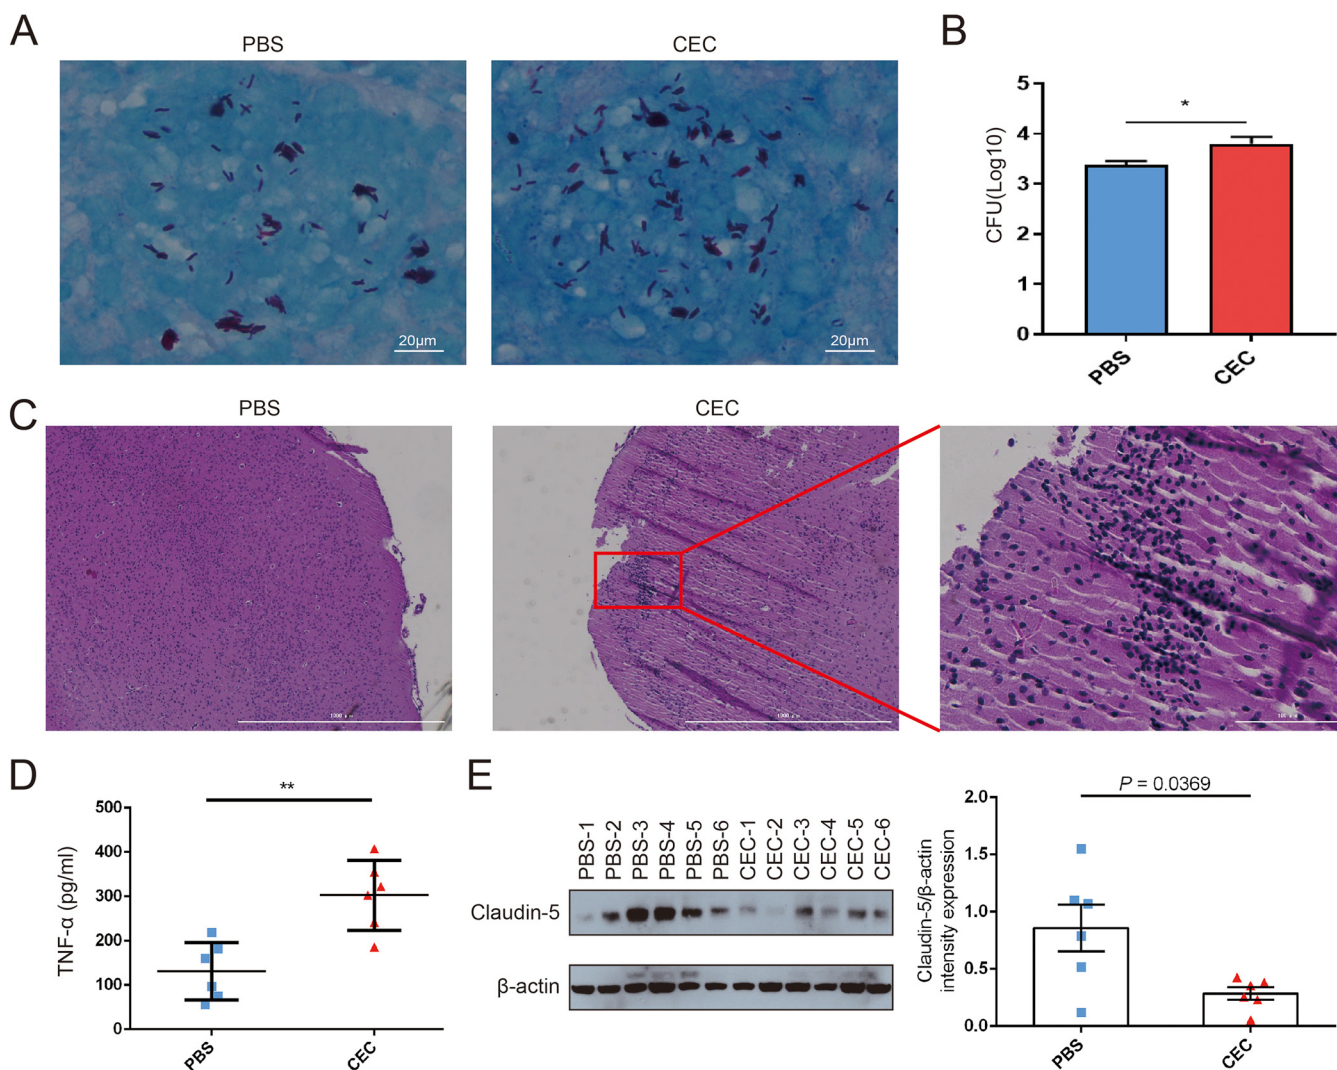 A
PBS
CEC
20μm
20μm
B
CFU(Log10)
5
4
3
2
1
0
*
PBS
CEC
C
PBS
CEC
D
TNF-α (pg/ml)
500
400
300
200
100
0
**
PBS
CEC
E
PBS-1
PBS-2
PBS-3
PBS-4
PBS-5
PBS-6
CEC-1
CEC-2
CEC-3
CEC-4
CEC-5
CEC-6
Claudin-5
β-actin
Claudin-5/β-actin
intensity expression
2.0
1.5
1.0
0.5
0.0
P = 0.0369
PBS
CEC